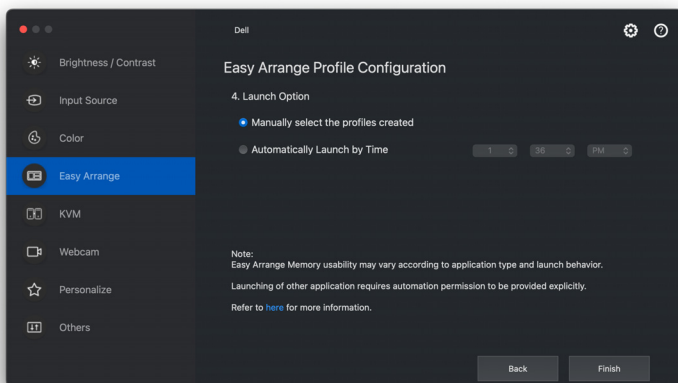 Dell
Brightness / Contrast
Input Source
Color
Easy Arrange
KVM
Webcam
Personalize
Others
Easy Arrange Profile Configuration
4. Launch Option
Manually select the profiles created
Automatically Launch by Time
1 36 PM
Note:
Easy Arrange Memory usability may vary according to application type and launch behavior.
Launching of other application requires automation permission to be provided explicitly.
Refer to here for more information.
Back Finish